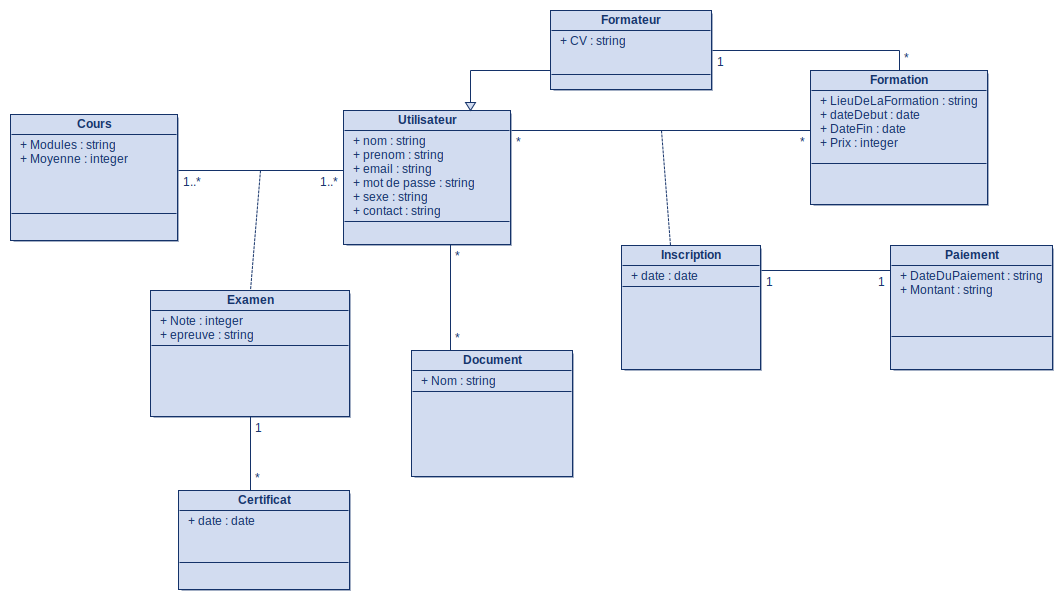 Formateur
+ CV : string
1
*
Formation
+ LieuDeLaFormation : string
+ dateDebut : date
+ DateFin : date
+ Prix : integer
Cours
+ Modules : string
+ Moyenne : integer
1..*
1..*
Utilisateur
+ nom : string
+ prenom : string
+ email : string
+ mot de passe : string
+ sexe : string
+ contact : string
*
*
*
*
Inscription
+ date : date
1
1
Paiement
+ DateDuPaiement : string
+ Montant : string
Examen
+ Note : integer
+ epreuve : string
1
*
Document
+ Nom : string
Certificat
+ date : date